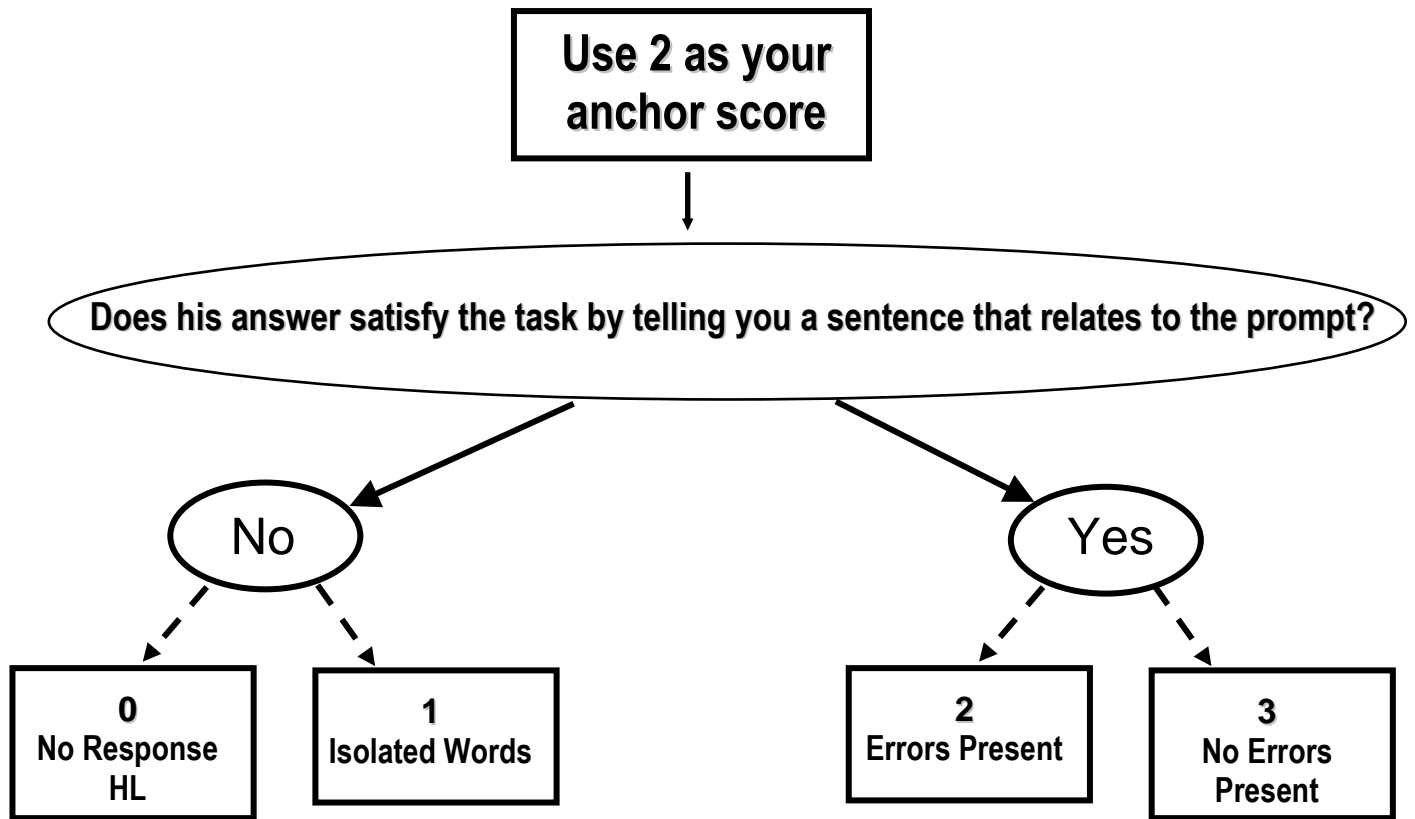 Use 2 as your
anchor score
Does his answer satisfy the task by telling you a sentence that relates to the prompt?
No
Yes
0
No Response
HL
1
Isolated Words
2
Errors Present
3
No Errors
Present